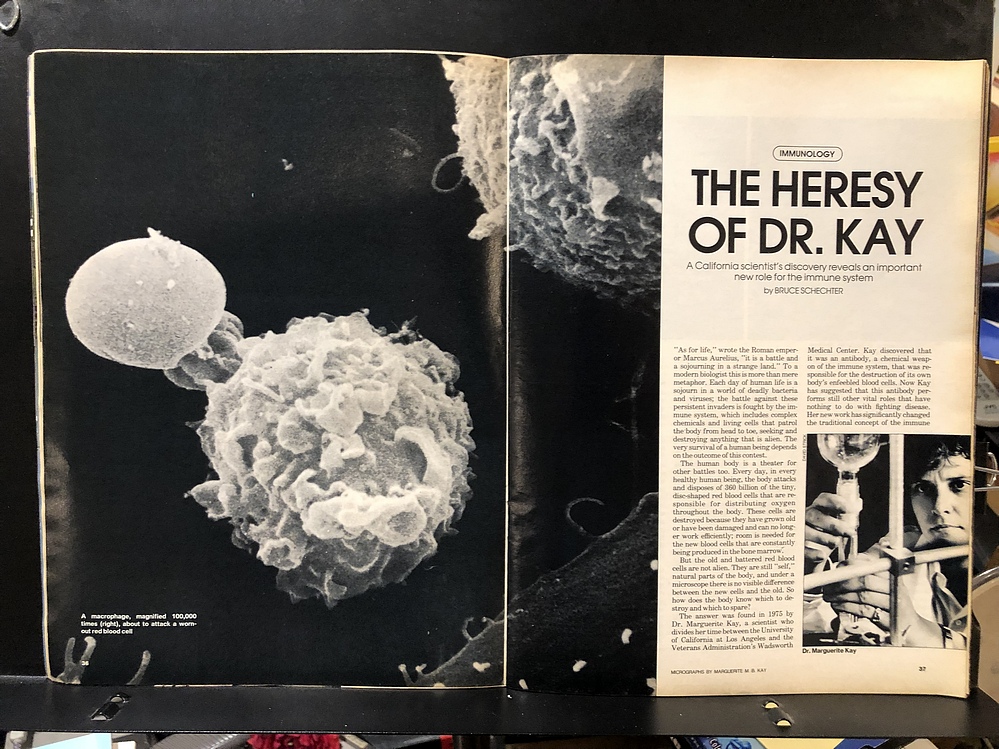 A macrophage, magnified 100,000
times (right), about to attack a worn-
out red blood cell
36
IMMUNOLOGY
THE HERESY
OF DR. KAY
A California scientist's discovery reveals an important
new role for the immune system
by BRUCE SCHECHTER
"As for life," wrote the Roman emper-
or Marcus Aurelius, "it is a battle and
a sojourning in a strange land." To a
modern biologist this is more than mere
metaphor. Each day of human life is a
sojourn in a world of deadly bacteria
and viruses; the battle against these
persistent invaders is fought by the im-
mune system, which includes complex
chemicals and living cells that patrol
the body from head to toe, seeking and
destroying anything that is alien. The
very survival of a human being depends
on the outcome of this contest.
The human body is a theater for
other battles too. Every day, in every
healthy human being, the body attacks
and disposes of 360 billion of the tiny,
disc-shaped red blood cells that are re-
sponsible for distributing oxygen
throughout the body. These cells are
destroyed because they have grown old
or have been damaged and can no long-
er work efficiently; room is needed for
the new blood cells that are constantly
being produced in the bone marrow.
But the old and battered red blood
cells are not alien. They are still "self,"
natural parts of the body, and under a
microscope there is no visible difference
between the new cells and the old. So
how does the body know which to de-
stroy and which to spare?
The answer was found in 1975 by
Dr. Marguerite Kay, a scientist who
divides her time between the University
of California at Los Angeles and the
Veterans Administration's Wadsworth
Medical Center. Kay discovered that
it was an antibody, a chemical weap-
on of the immune system, that was re-
sponsible for the destruction of its own
body's enfeebled blood cells. Now Kay
has suggested that this antibody per-
forms still other vital roles that have
nothing to do with fighting disease.
Her new work has significantly changed
the traditional concept of the immune
Dr. Marguerite Kay
MICROGRAPHS BY MARGUERITE M. B. KAY
37